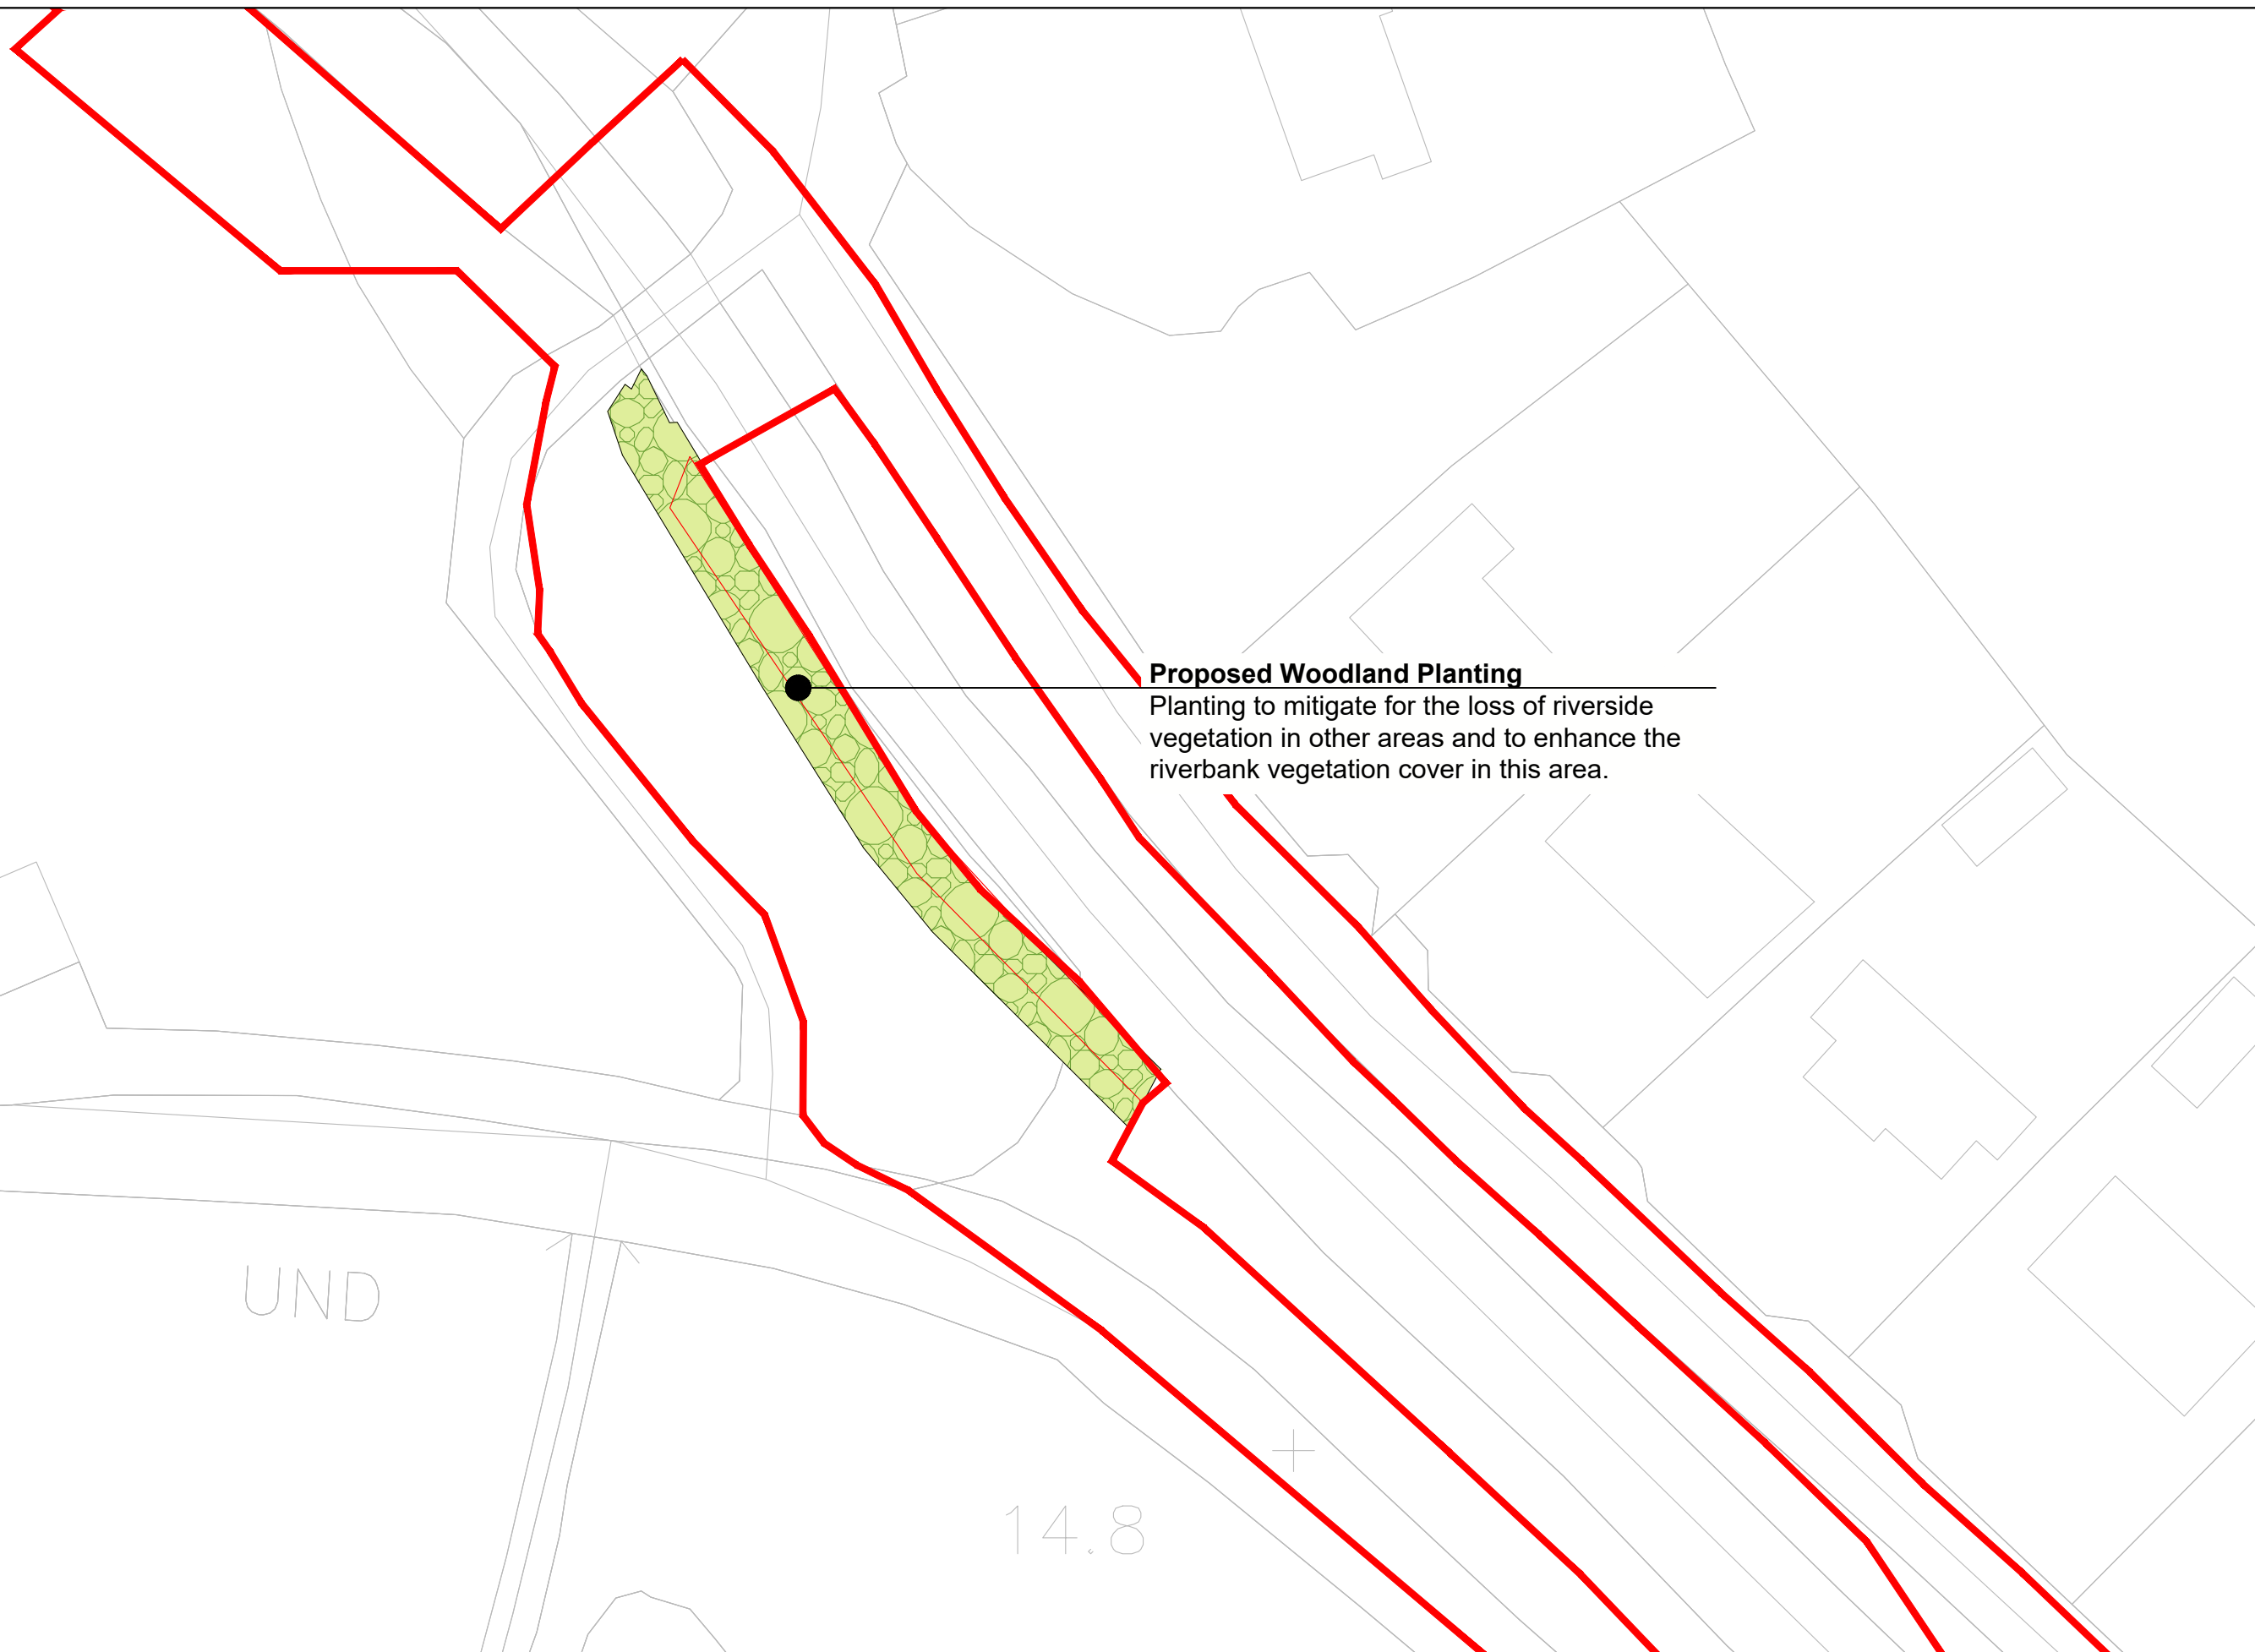 Proposed Woodland Planting
Planting to mitigate for the loss of riverside
vegetation in other areas and to enhance the
riverbank vegetation cover in this area.
UND
14.8